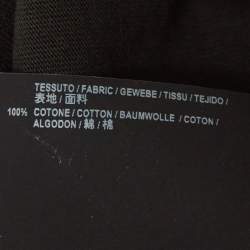 TESSUTO / FABRIC / GEWEBE / TISSU / TEJIDO /
表地 / 面料
100% COTONE / COTTON / BAUMWOLLE / COTON /
ALGODON / 綿 / 棉